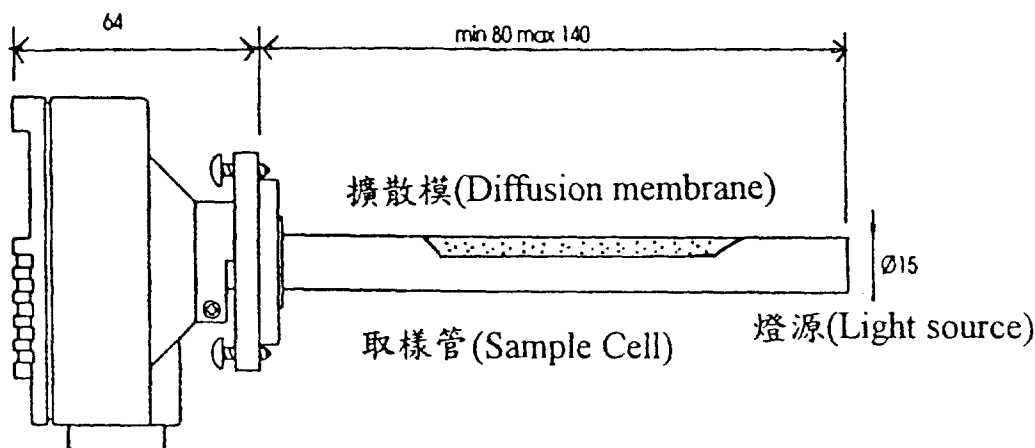 64
min 80 max 140
擴散模(Diffusion membrane)
Ø15
取樣管(Sample Cell)
燈源(Light source)